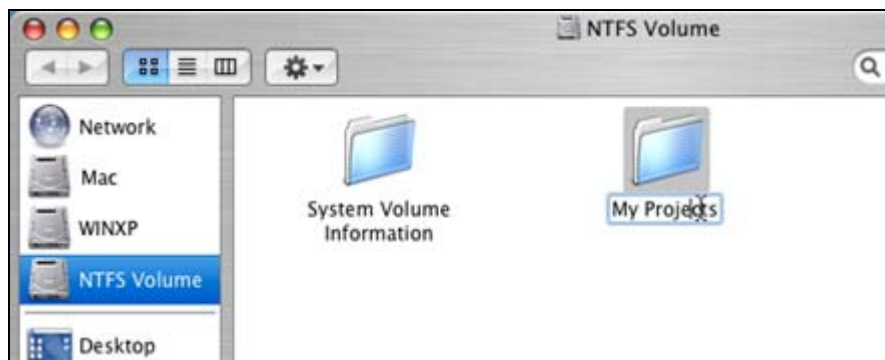 NTFS Volume
Network
Mac
WINXP
NTFS Volume
Desktop
System Volume
Information
My Projects